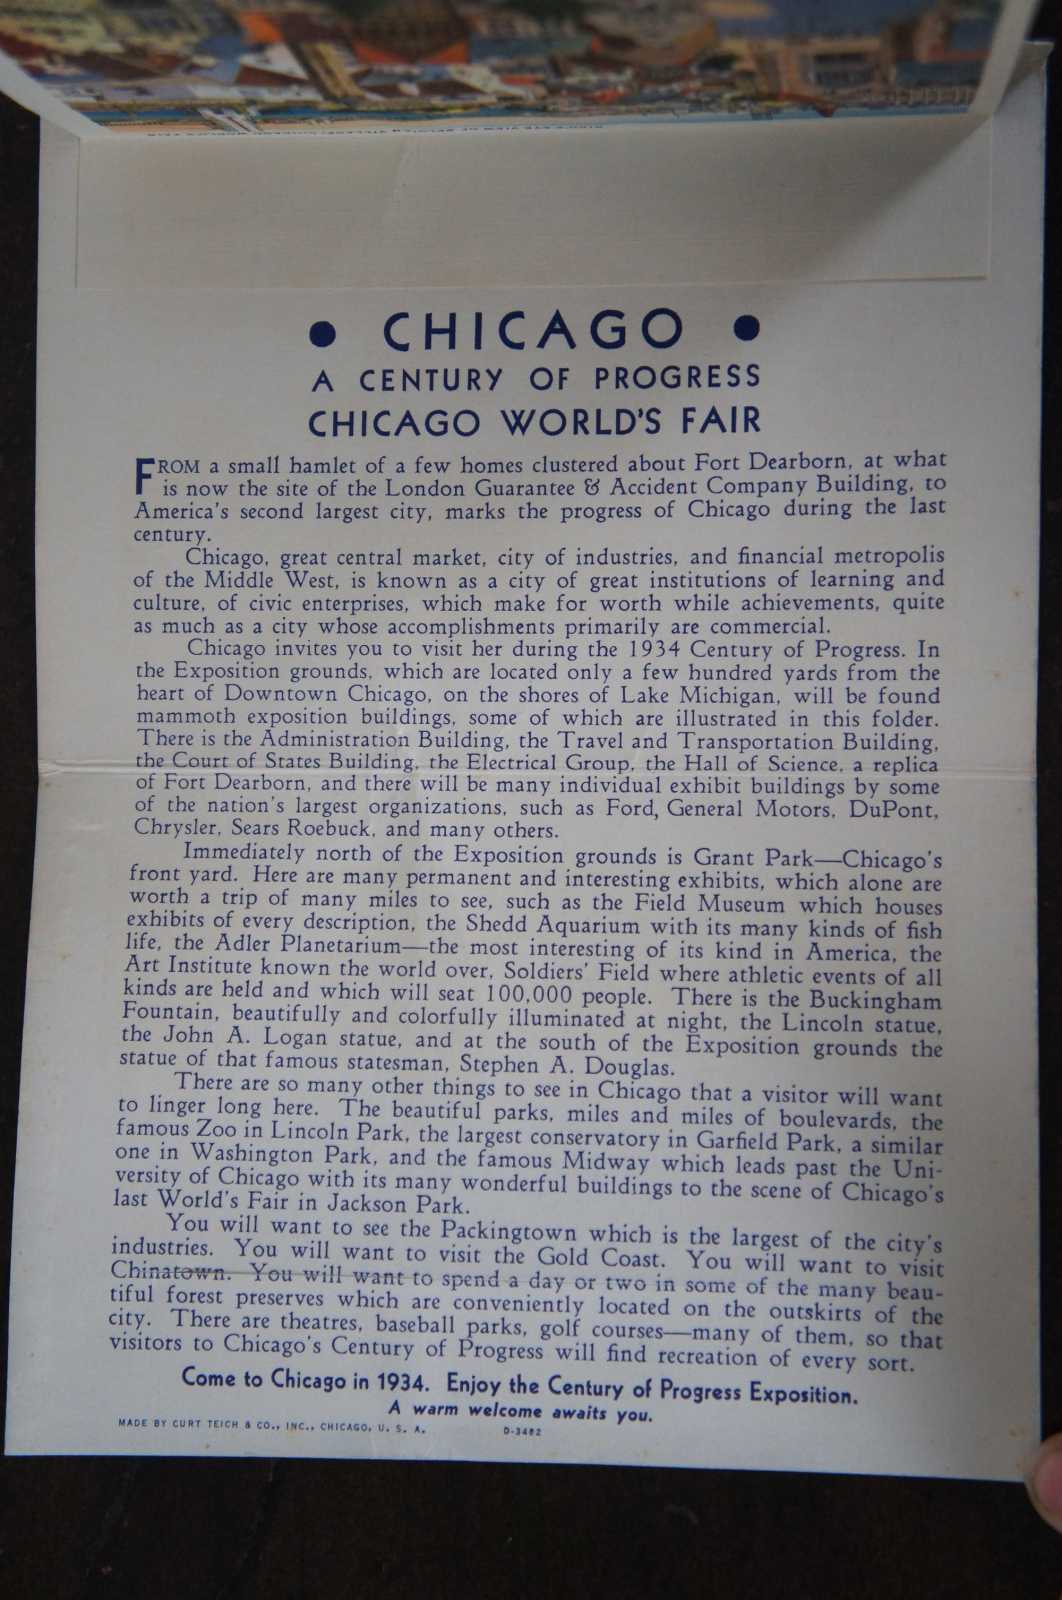 BIRD'S EYE VIEW OF BELGIAN VILLAGE, CHICAGO WORLD'S FAIR
• CHICAGO •
A CENTURY OF PROGRESS
CHICAGO WORLD'S FAIR
FROM a small hamlet of a few homes clustered about Fort Dearborn, at what
is now the site of the London Guarantee & Accident Company Building, to
America's second largest city, marks the progress of Chicago during the last
century.
Chicago, great central market, city of industries, and financial metropolis
of the Middle West, is known as a city of great institutions of learning and
culture, of civic enterprises, which make for worth while achievements, quite
as much as a city whose accomplishments primarily are commercial.
Chicago invites you to visit her during the 1934 Century of Progress. In
the Exposition grounds, which are located only a few hundred yards from the
heart of Downtown Chicago, on the shores of Lake Michigan, will be found
mammoth exposition buildings, some of which are illustrated in this folder.
There is the Administration Building, the Travel and Transportation Building,
the Court of States Building, the Electrical Group, the Hall of Science, a replica
of Fort Dearborn, and there will be many individual exhibit buildings by some
of the nation's largest organizations, such as Ford, General Motors, DuPont,
Chrysler, Sears Roebuck, and many others.
Immediately north of the Exposition grounds is Grant Park—Chicago's
front yard. Here are many permanent and interesting exhibits, which alone are
worth a trip of many miles to see, such as the Field Museum which houses
exhibits of every description, the Shedd Aquarium with its many kinds of fish
life, the Adler Planetarium—the most interesting of its kind in America, the
Art Institute known the world over, Soldiers' Field where athletic events of all
kinds are held and which will seat 100,000 people. There is the Buckingham
Fountain, beautifully and colorfully illuminated at night, the Lincoln statue,
the John A. Logan statue, and at the south of the Exposition grounds the
statue of that famous statesman, Stephen A. Douglas.
There are so many other things to see in Chicago that a visitor will want
to linger long here. The beautiful parks, miles and miles of boulevards, the
famous Zoo in Lincoln Park, the largest conservatory in Garfield Park, a similar
one in Washington Park, and the famous Midway which leads past the Uni-
versity of Chicago with its many wonderful buildings to the scene of Chicago's
last World's Fair in Jackson Park.
You will want to see the Packingtown which is the largest of the city's
industries. You will want to visit the Gold Coast. You will want to visit
Chinatown. You will want to spend a day or two in some of the many beau-
tiful forest preserves which are conveniently located on the outskirts of the
city. There are theatres, baseball parks, golf courses—many of them, so that
visitors to Chicago's Century of Progress will find recreation of every sort.
Come to Chicago in 1934. Enjoy the Century of Progress Exposition.
A warm welcome awaits you.
MADE BY CURT TEICH & CO., INC., CHICAGO, U. S. A. D-3482